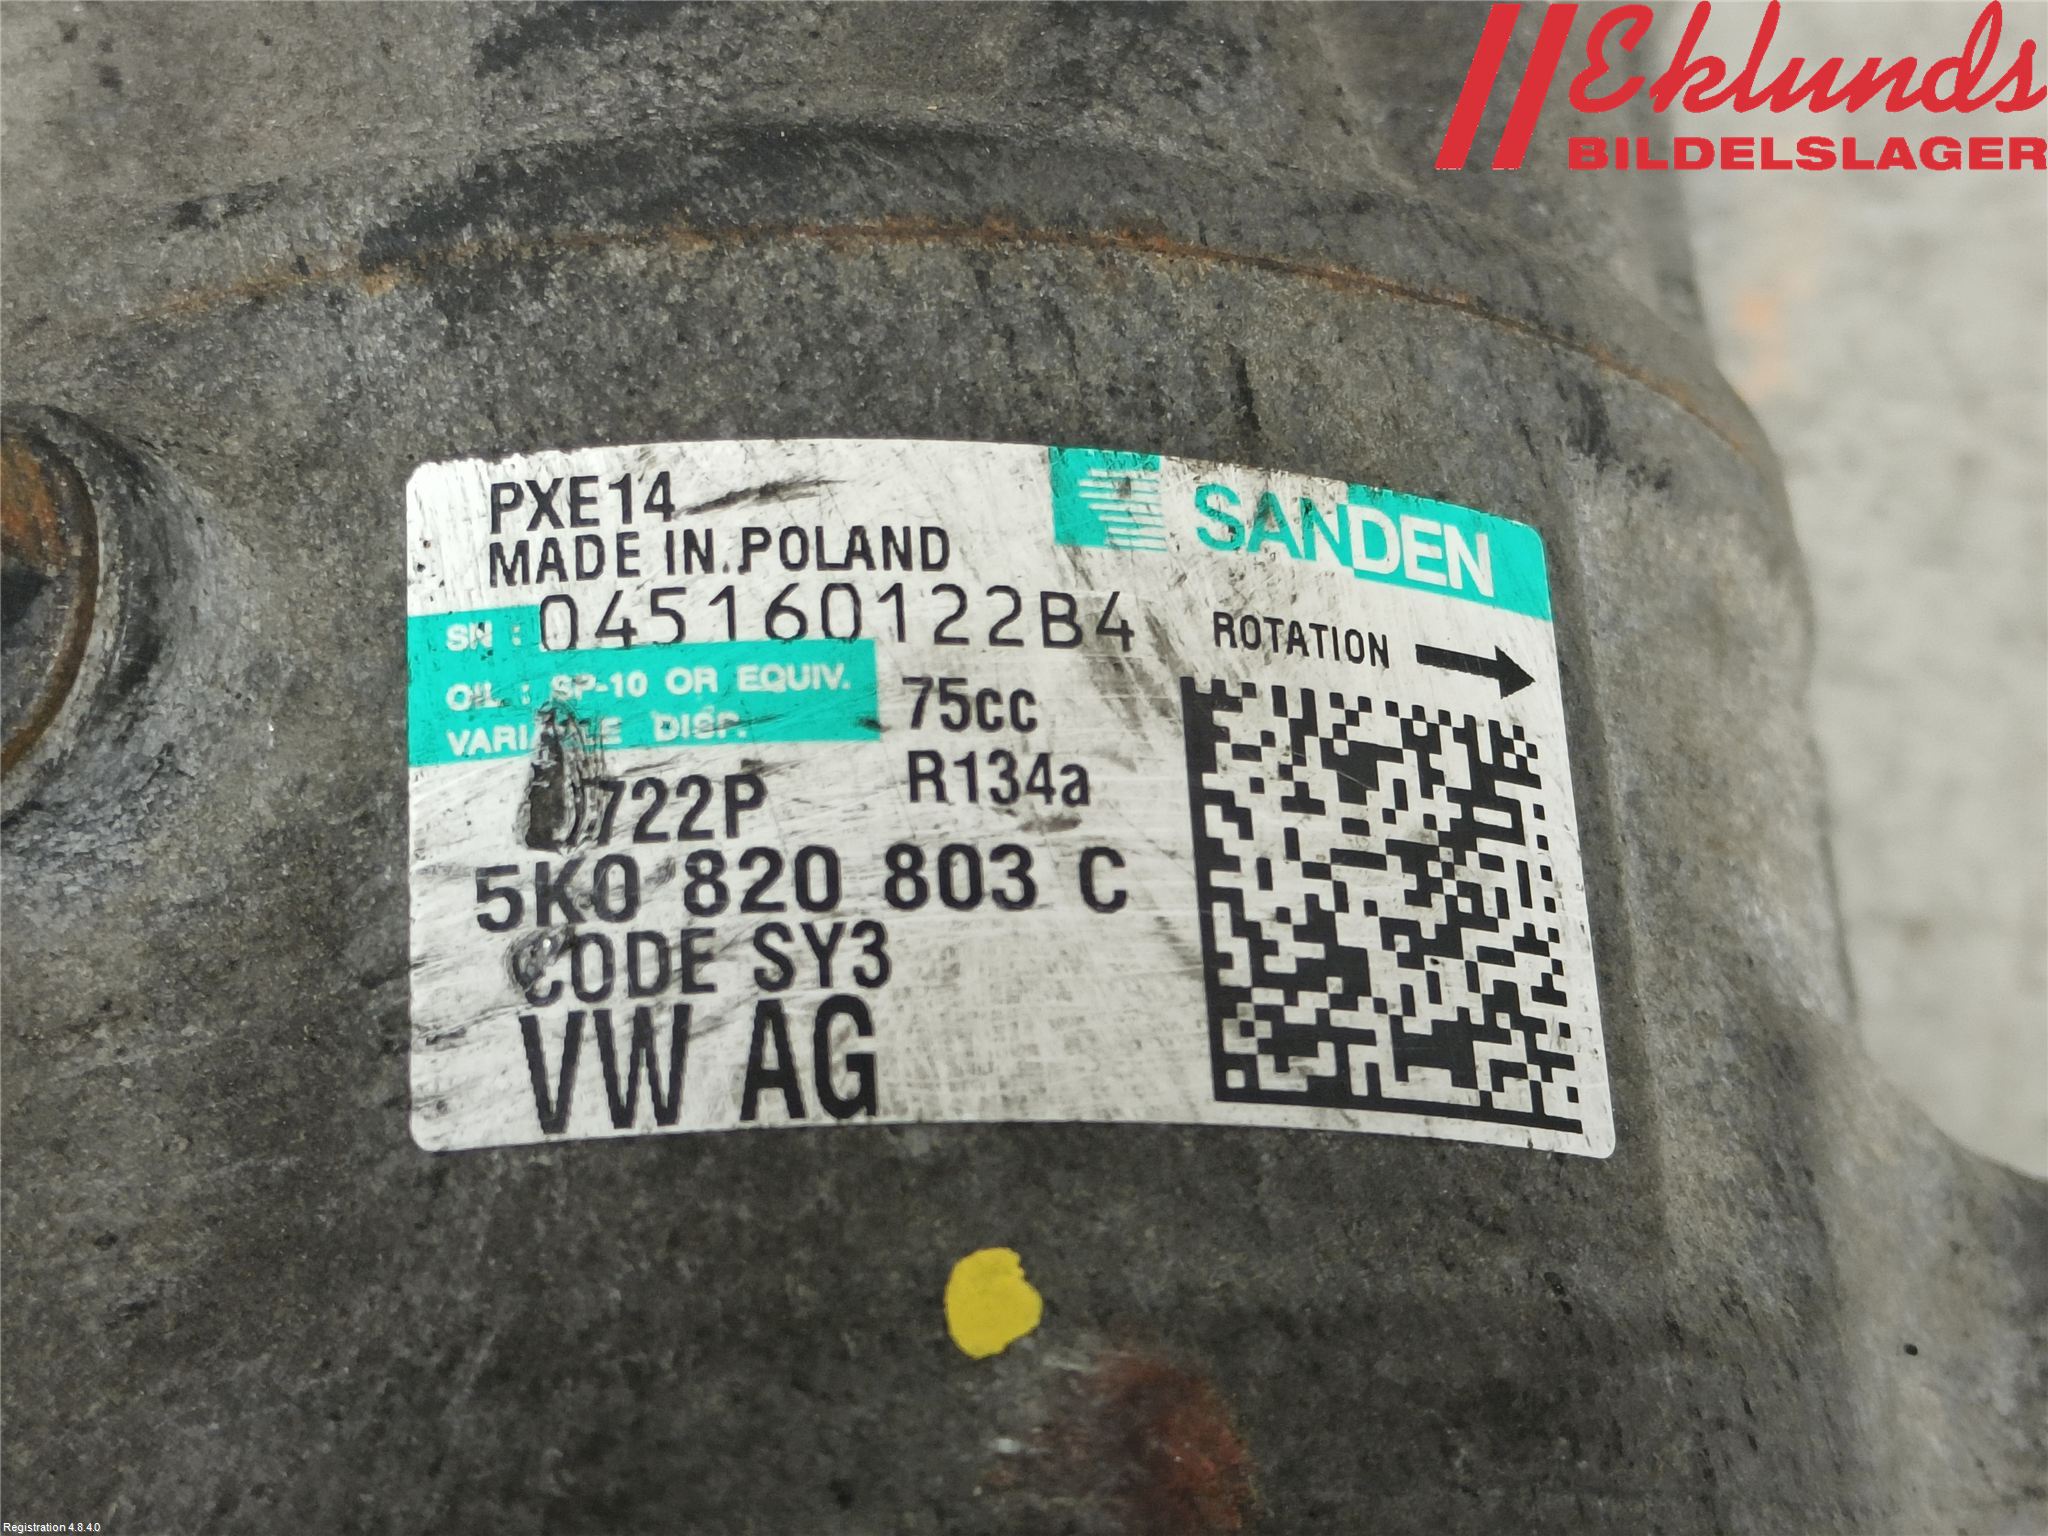 Eklunds
BILDELSLAGER
PXE14
MADE IN POLAND
SANDEN
SN : 045160122B4
ROTATION
OIL : SP-10 OR EQUIV.
75cc
VARIABLE DISP.
R134a
722P
5K0 820 803 C
CODE SY3
VW AG
Registration 4.8.4.0